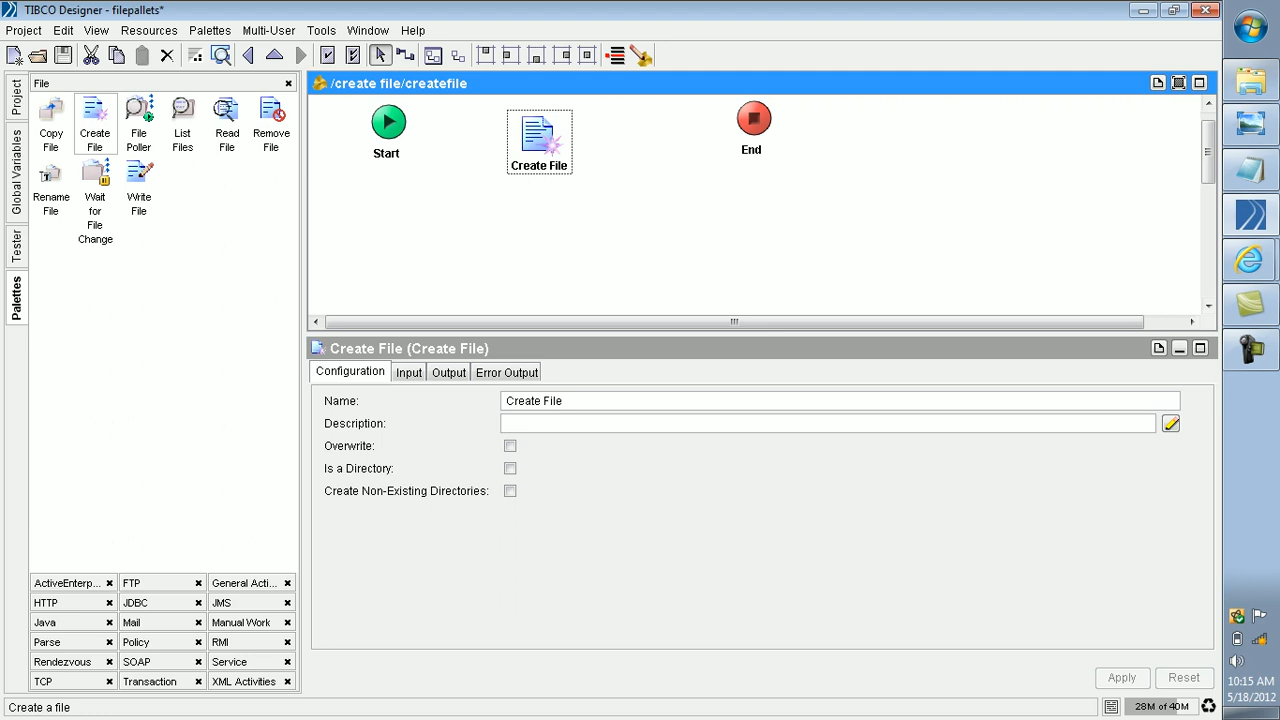 TIBCO Designer - filepallets*
Project Edit View Resources Palettes Multi-User Tools Window Help
Project
Global Variables
Tester
Palettes
File
Copy File
Create File
File Poller
List Files
Read File
Remove File
Rename File
Wait for File Change
Write File
ActiveEnterp... FTP General Acti...
HTTP JDBC JMS
Java Mail Manual Work
Parse Policy RMI
Rendezvous SOAP Service
TCP Transaction XML Activities
/create file/createfile
Start
Create File
End
Create File (Create File)
Configuration Input Output Error Output
Name: Create File
Description:
Overwrite:
Is a Directory:
Create Non-Existing Directories:
Apply Reset
Create a file
28M of 40M
10:15 AM
5/18/2012